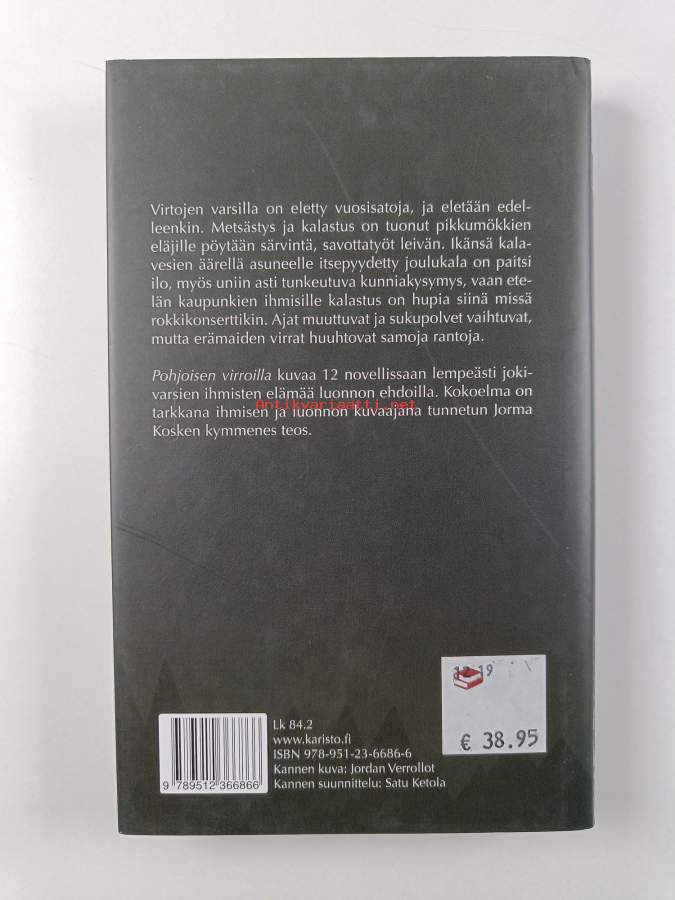 Virtojen varsilla on eletty vuosisatoja, ja eletään edel-
leenkin. Metsästys ja kalastus on tuonut pikkumökkien
eläjille pöytään särvintä, savottatyöt leivän. Ikänsä kala-
vesien äärellä asuneelle itsepyydetty joulukala on paitsi
ilo, myös uniin asti tunkeutuva kunniakysymys, vaan ete-
län kaupunkien ihmisille kalastus on hupia siinä missä
rokkikonserttikin. Ajat muuttuvat ja sukupolvet vaihtuvat,
mutta erämaiden virrat huuhtovat samoja rantoja.
Pohjoisen virroilla kuvaa 12 novellissaan lempeästi joki-
varsien ihmisten elämää luonnon ehdoilla. Kokoelma on
Antikvariaatti.net
tarkkana ihmisen ja luonnon kuvaajana tunnetun Jorma
Kosken kymmenes teos.
19
€ 38.95
Lk 84.2
www.karisto.fi
ISBN 978-951-23-6686-6
Kannen kuva: Jordan Verrollot
Kannen suunnittelu: Satu Ketola
9 789512 366866